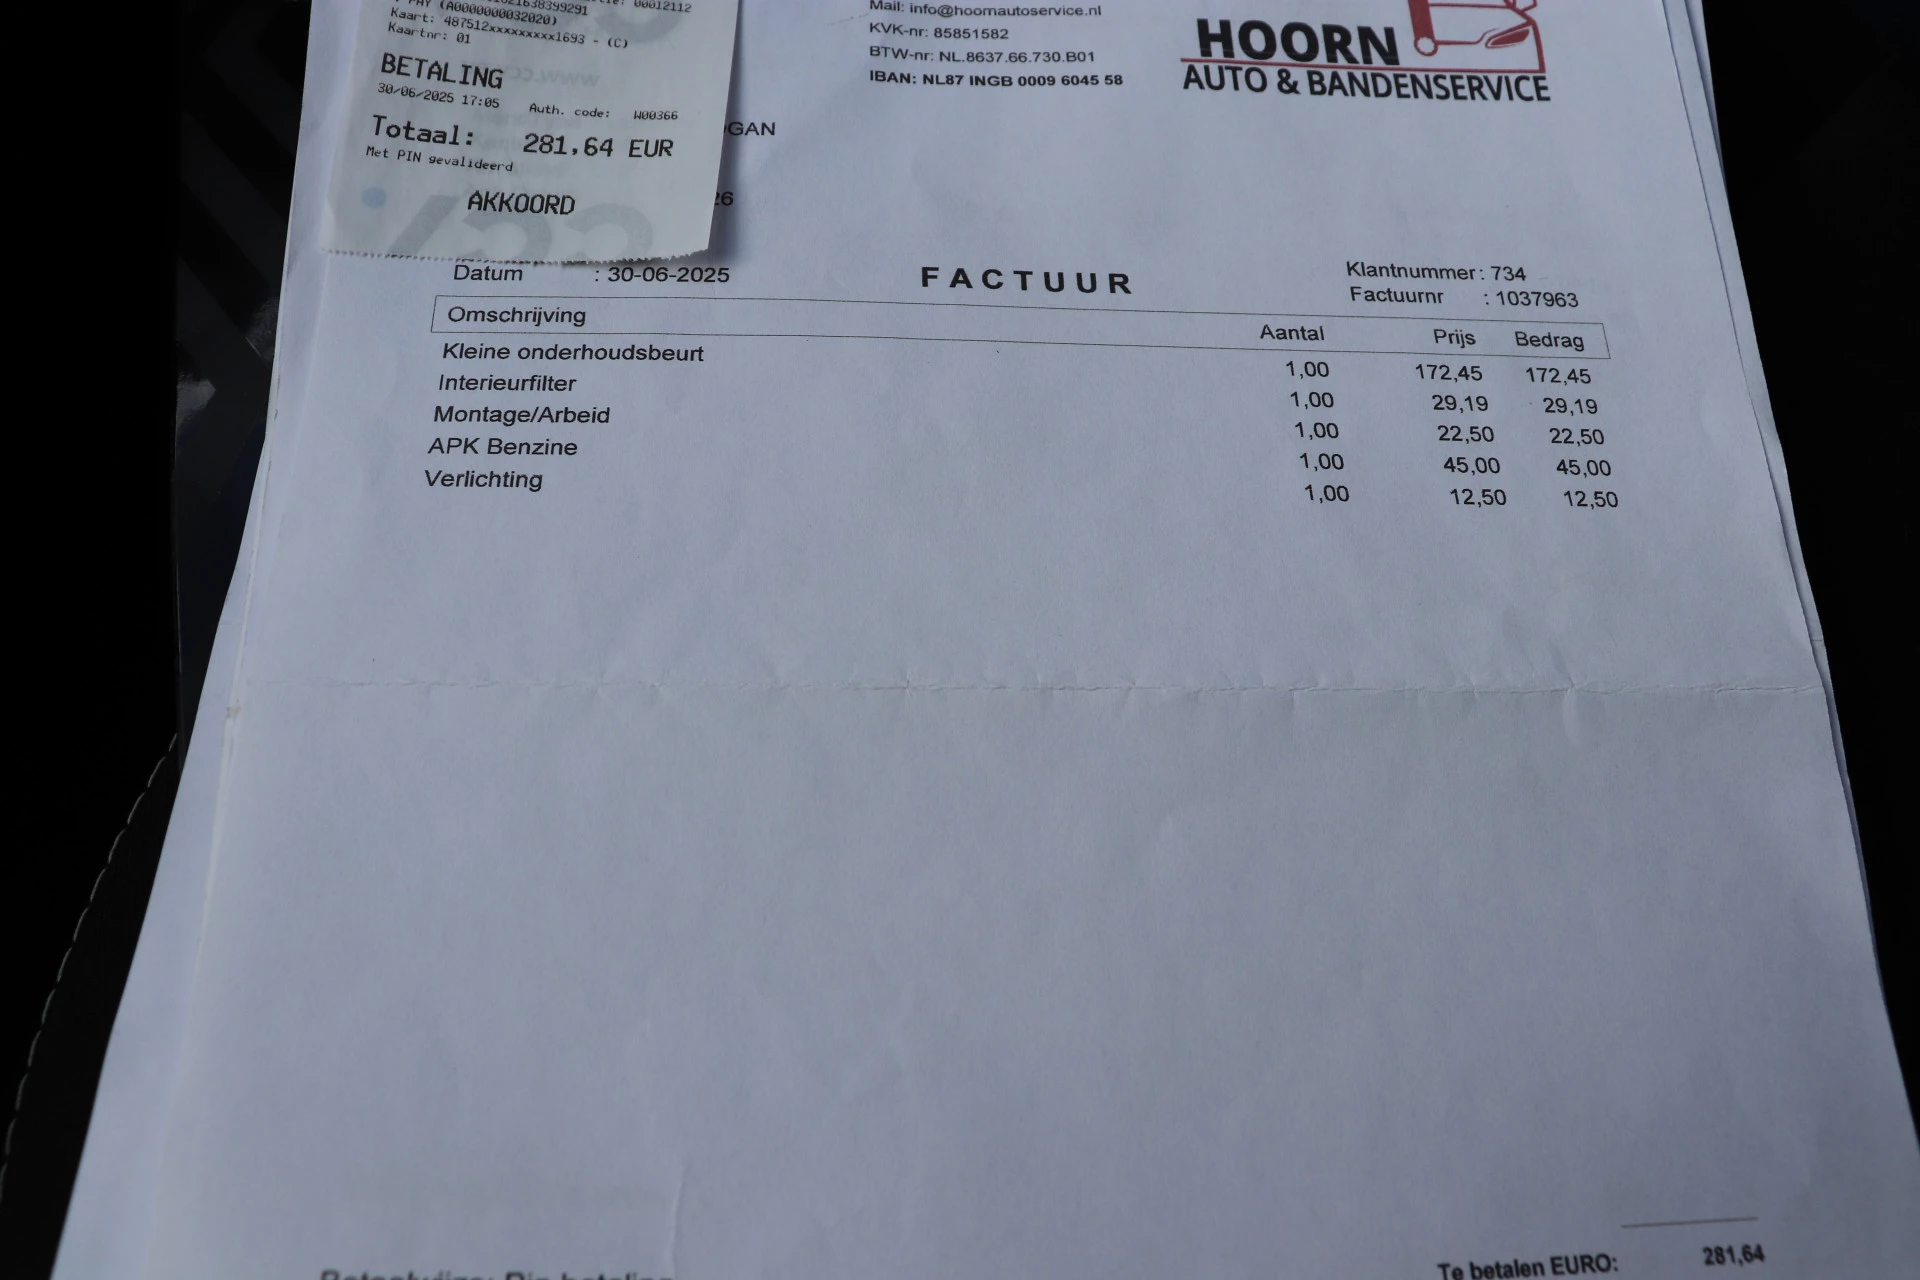 00012112
PAY (A0000000032020)
Kaart: 487512xxxxxxxxx1693 - (C)
Kaartnr: 01
BETALING
30/06/2025 17:05 Auth. code: W00366
Totaal: 281,64 EUR
Met PIN gevalideerd
AKKOORD
Mail: info@hoornautoservice.nl
KVK-nr: 85851582
BTW-nr: NL.8637.66.730.B01
IBAN: NL87 INGB 0009 6045 58
HOORN
AUTO & BANDENSERVICE
GAN
26
Datum : 30-06-2025
FACTUUR
Klantnummer: 734
Factuurnr : 1037963
Omschrijving Aantal Prijs Bedrag
Kleine onderhoudsbeurt 1,00 172,45 172,45
Interieurfilter 1,00 29,19 29,19
Montage/Arbeid 1,00 22,50 22,50
APK Benzine 1,00 45,00 45,00
Verlichting 1,00 12,50 12,50
Te betalen EURO: 281,64